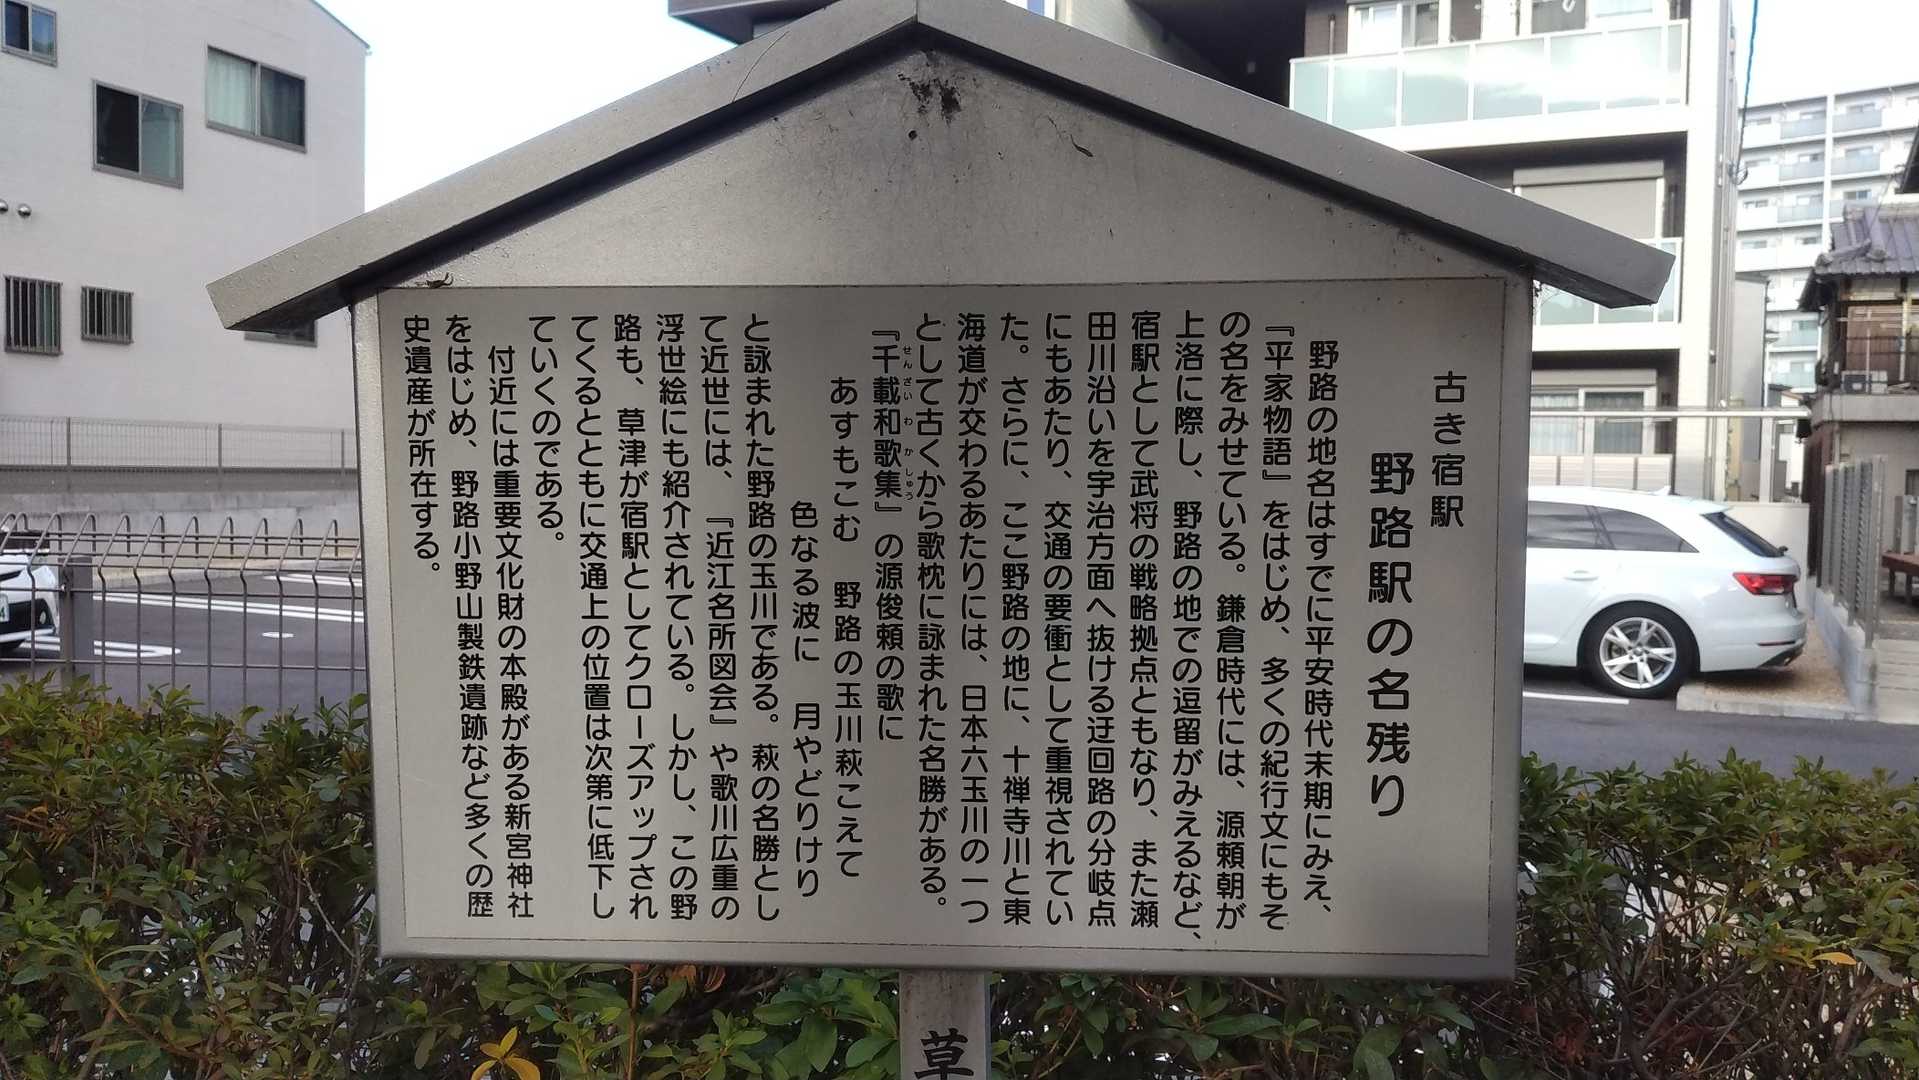 古き宿駅
野路駅の名残り
野路の地名はすでに平安時代末期にみえ、
『平家物語』をはじめ、多くの紀行文にもそ
の名をみせている。鎌倉時代には、源頼朝が
上洛に際し、野路の地での逗留がみえるなど、
宿駅として武将の戦略拠点ともなり、また瀬
田川沿いを宇治方面へ抜ける迂回路の分岐点
にもあたり、交通の要衝として重視されてい
た。さらに、ここ野路の地に、十禅寺川と東
海道が交わるあたりには、日本六玉川の一つ
として古くから歌枕に詠まれた名勝がある。
『千載和歌集』の源俊頼の歌に
せんざい わ かしゅう
あすもこむ 野路の玉川萩こえて
色なる波に 月やどりけり
と詠まれた野路の玉川である。萩の名勝とし
て近世には、『近江名所図会』や歌川広重の
浮世絵にも紹介されている。しかし、この野
路も、草津が宿駅としてクローズアップされ
てくるとともに交通上の位置は次第に低下し
ていくのである。
付近には重要文化財の本殿がある新宮神社
をはじめ、野路小野山製鉄遺跡など多くの歴
史遺産が所在する。
草